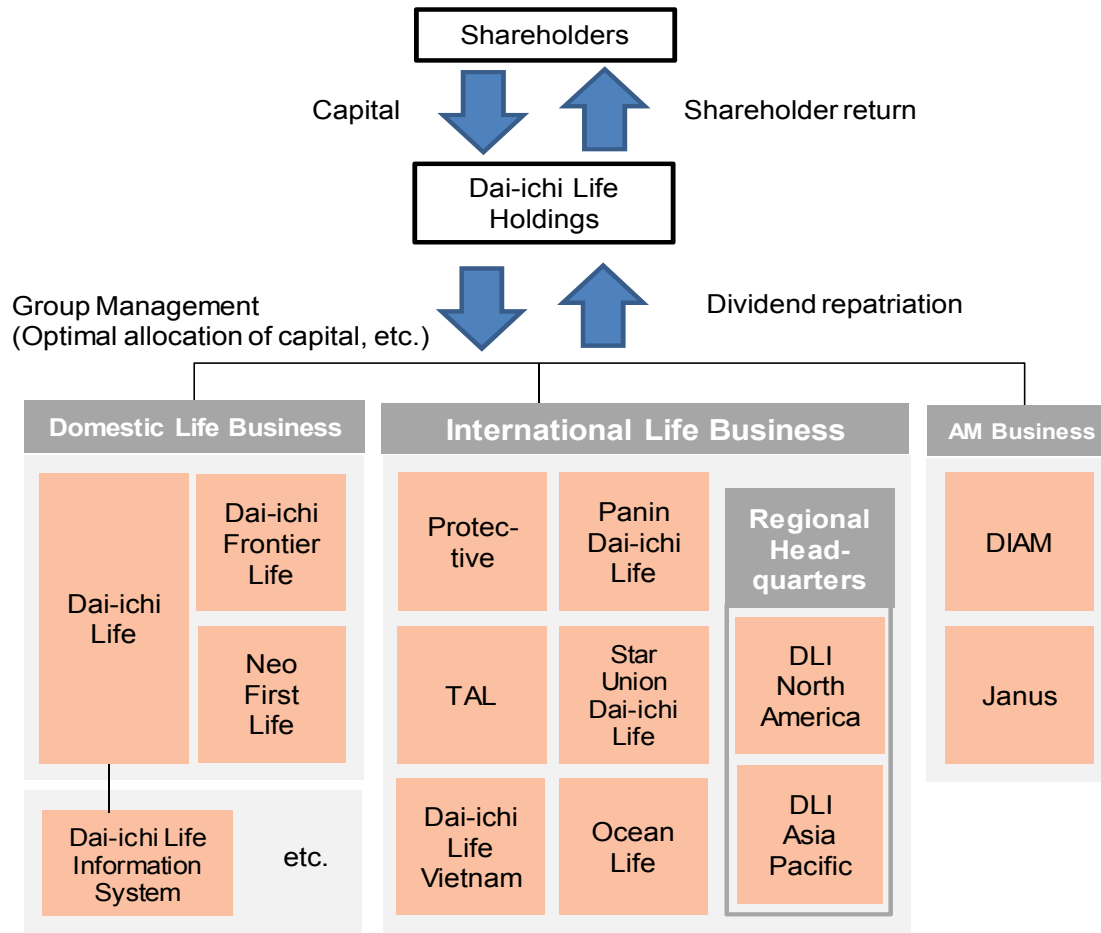 Shareholders
Capital
Shareholder return
Dai-ichi Life
Holdings
Group Management
(Optimal allocation of capital, etc.)
Dividend repatriation
Domestic Life Business
Dai-ichi
Life
Dai-ichi
Frontier
Life
Neo
First
Life
Dai-ichi Life
Information
System
etc.
International Life Business
Protec-
tive
Panin
Dai-ichi
Life
TAL
Star
Union
Dai-ichi
Life
Dai-ichi
Life
Vietnam
Ocean
Life
Regional
Head-
quarters
DLI
North
America
DLI
Asia
Pacific
AM Business
DIAM
Janus